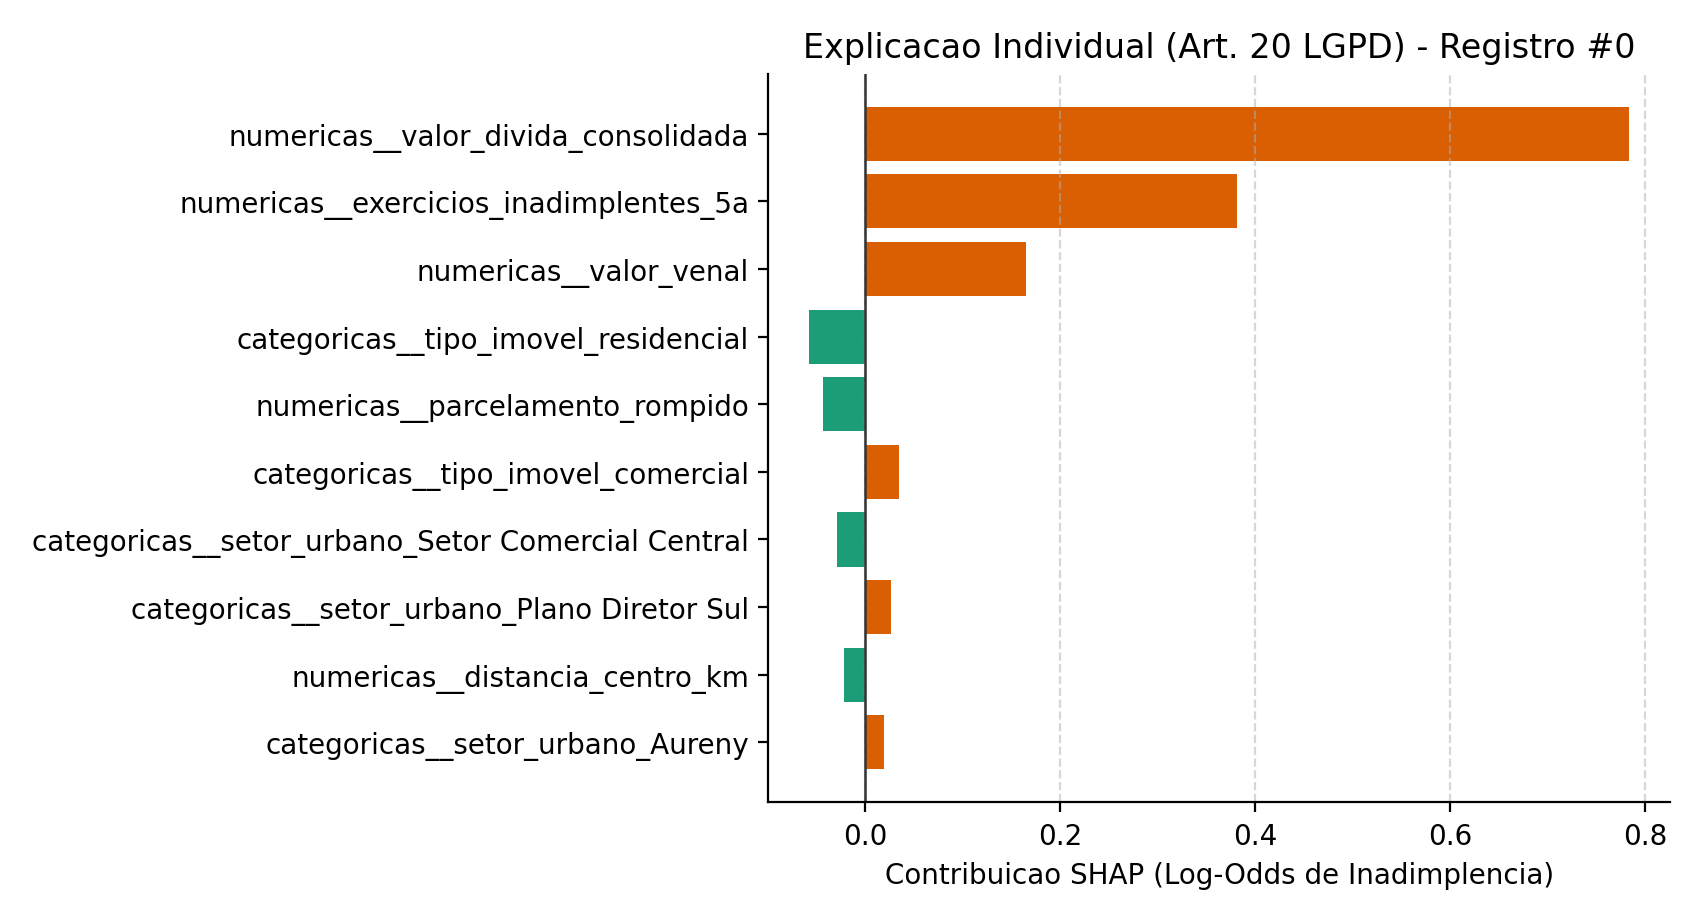 Explicacao Individual (Art. 20 LGPD) - Registro #0
numericas__valor_divida_consolidada
numericas__exercicios_inadimplentes_5a
numericas__valor_venal
categoricas__tipo_imovel_residencial
numericas__parcelamento_rompido
categoricas__tipo_imovel_comercial
categoricas__setor_urbano_Setor Comercial Central
categoricas__setor_urbano_Plano Diretor Sul
numericas__distancia_centro_km
categoricas__setor_urbano_Aureny
0.0 0.2 0.4 0.6 0.8
Contribuicao SHAP (Log-Odds de Inadimplencia)